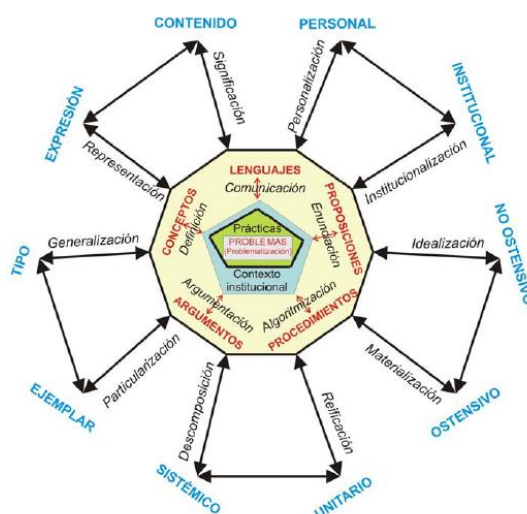 CONTENIDO
PERSONAL
EXPRESIÓN
Significación
Personalización
INSTITUCIONAL
Representación
Institucionalización
LENGUAJES
Comunicación
CONCEPTOS
Definición
PROPOSICIONES
Enunciación
Prácticas
PROBLEMAS
(Problematización)
Contexto
institucional
TIPO
Generalización
Idealización
NO OSTENSIVO
Argumentación
ARGUMENTOS
Algoritmización
PROCEDIMIENTOS
EJEMPLAR
Particularización
Materialización
OSTENSIVO
Descomposición
Reificación
SISTÉMICO
UNITARIO